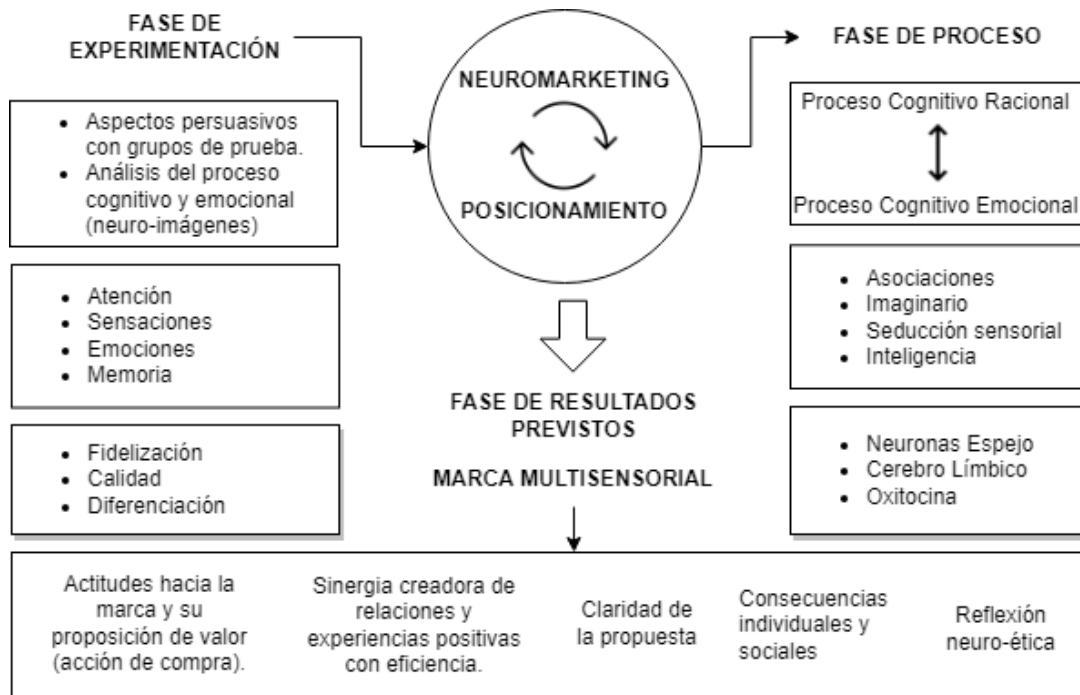 FASE DE
EXPERIMENTACIÓN
• Aspectos persuasivos
con grupos de prueba.
• Análisis del proceso
cognitivo y emocional
(neuro-imágenes)
• Atención
• Sensaciones
• Emociones
• Memoria
• Fidelización
• Calidad
• Diferenciación
NEUROMARKETING
POSICIONAMIENTO
FASE DE PROCESO
Proceso Cognitivo Racional
Proceso Cognitivo Emocional
• Asociaciones
• Imaginario
• Seducción sensorial
• Inteligencia
• Neuronas Espejo
• Cerebro Límbico
• Oxitocina
FASE DE RESULTADOS
PREVISTOS
MARCA MULTISENSORIAL
Actitudes hacia la
marca y su
proposición de valor
(acción de compra).
Sinergia creadora de
relaciones y
experiencias positivas
con eficiencia.
Claridad de
la propuesta
Consecuencias
individuales y
sociales
Reflexión
neuro-ética